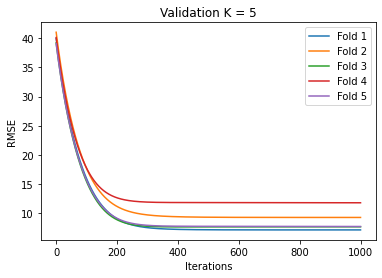 Validation K = 5
Fold 1
Fold 2
Fold 3
Fold 4
Fold 5
RMSE
40
35
30
25
20
15
10
0 200 400 600 800 1000
Iterations